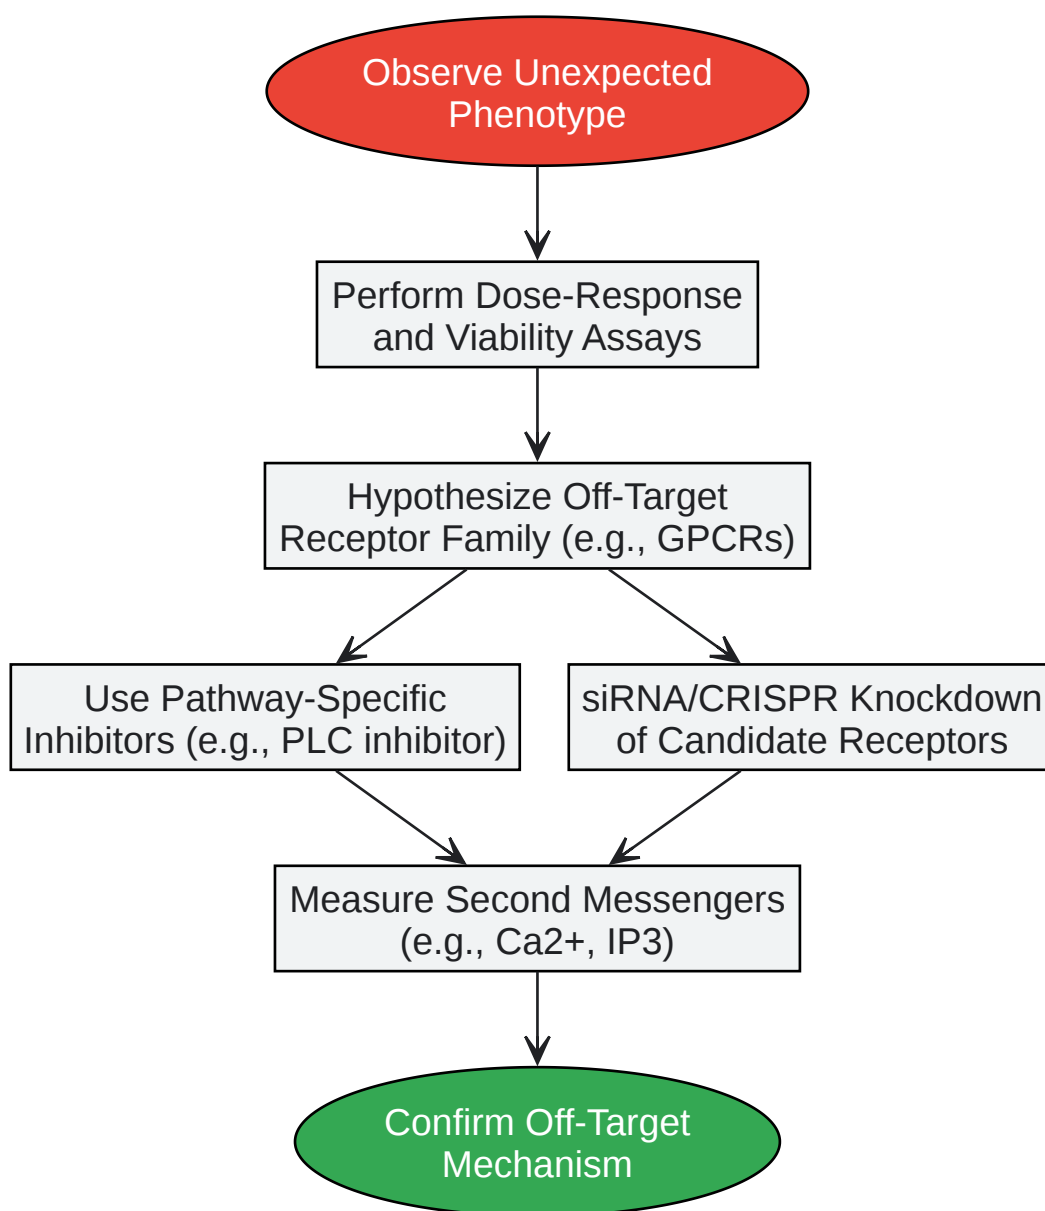 Observe Unexpected
Phenotype
Perform Dose-Response
and Viability Assays
Hypothesize Off-Target
Receptor Family (e.g., GPCRs)
Use Pathway-Specific
Inhibitors (e.g., PLC inhibitor)
siRNA/CRISPR Knockdown
of Candidate Receptors
Measure Second Messengers
(e.g., Ca2+, IP3)
Confirm Off-Target
Mechanism